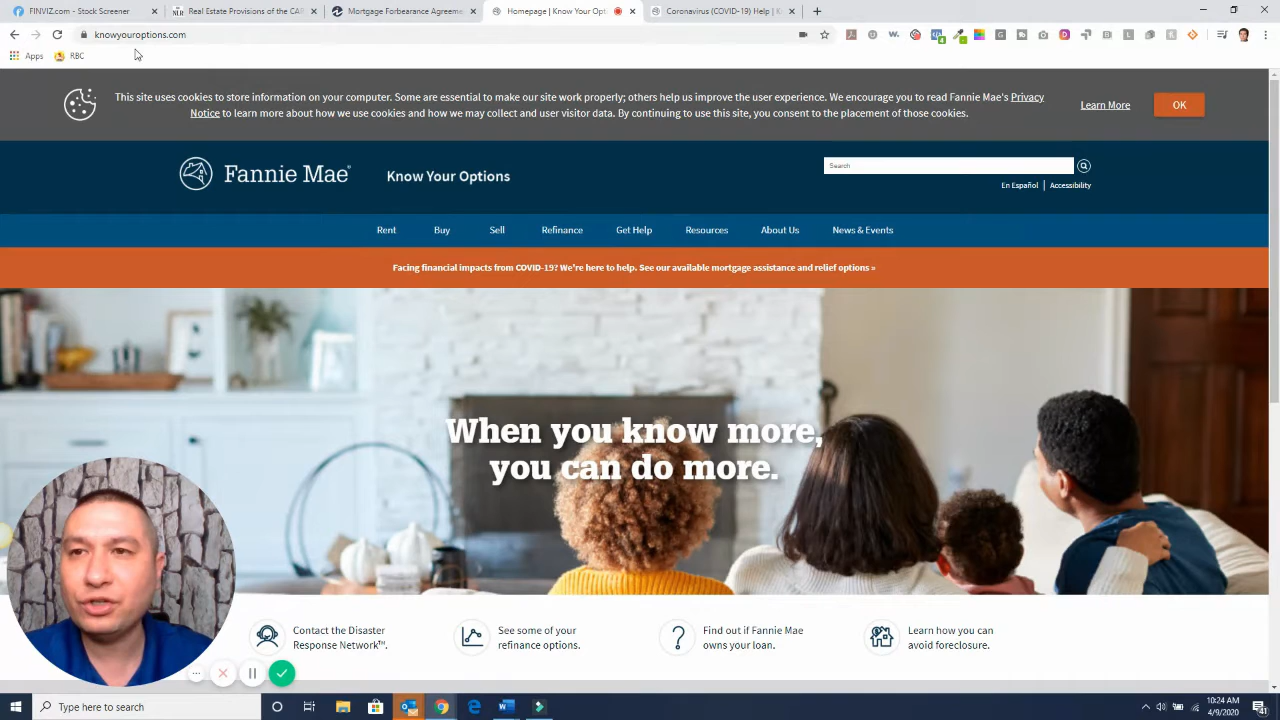 FINVIZ.com - Stock Screener
Real Estate Provisions of the CAR
Mortgage Forbearance Agreeme
Homepage | Know Your Opt
Coronavirus (COVID-19) Help | K
knowyouroptions.com
Apps
RBC
This site uses cookies to store information on your computer. Some are essential to make our site work properly; others help us improve the user experience. We encourage you to read Fannie Mae's Privacy
Notice to learn more about how we use cookies and how we may collect and user visitor data. By continuing to use this site, you consent to the placement of those cookies.
Learn More
OK
Fannie Mae®
Know Your Options
Search
En Español | Accessibility
Rent
Buy
Sell
Refinance
Get Help
Resources
About Us
News & Events
Facing financial impacts from COVID-19? We're here to help. See our available mortgage assistance and relief options »
When you know more,
you can do more.
Contact the Disaster
Response Network™.
See some of your
refinance options.
Find out if Fannie Mae
owns your loan.
Learn how you can
avoid foreclosure.
Type here to search
10:24 AM
4/9/2020